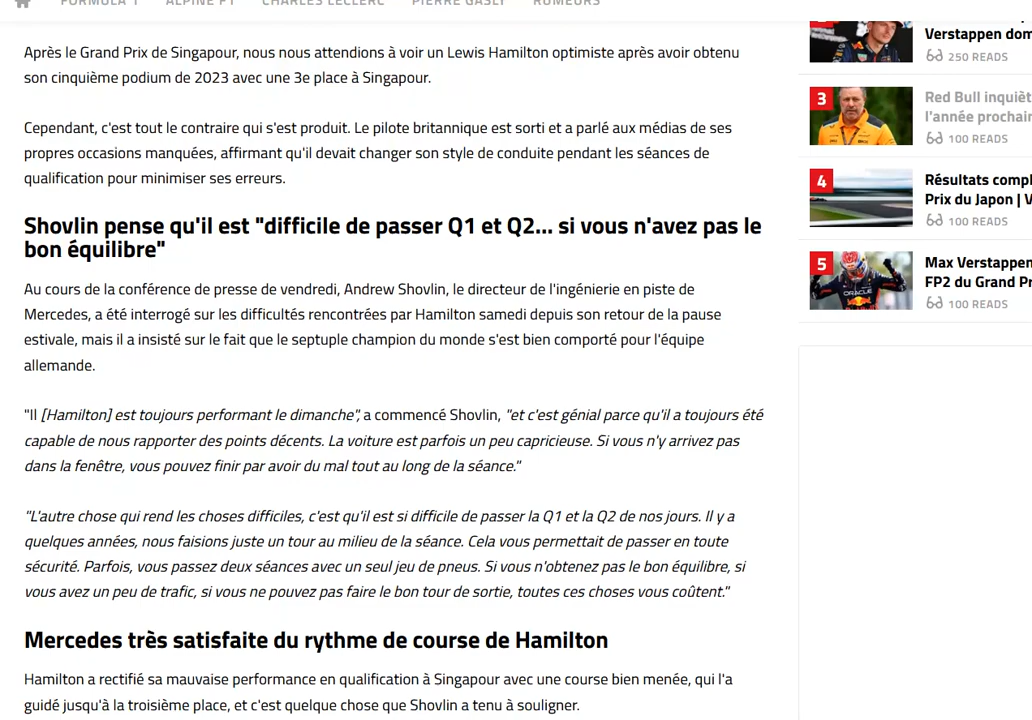 FORMULA 1 ALPINE F1 CHARLES LECLERC PIERRE GASLY RUMEURS
Après le Grand Prix de Singapour, nous nous attendions à voir un Lewis Hamilton optimiste après avoir obtenu
son cinquième podium de 2023 avec une 3e place à Singapour.
Cependant, c'est tout le contraire qui s'est produit. Le pilote britannique est sorti et a parlé aux médias de ses
propres occasions manquées, affirmant qu'il devait changer son style de conduite pendant les séances de
qualification pour minimiser ses erreurs.
Shovlin pense qu'il est "difficile de passer Q1 et Q2... si vous n'avez pas le
bon équilibre"
Au cours de la conférence de presse de vendredi, Andrew Shovlin, le directeur de l'ingénierie en piste de
Mercedes, a été interrogé sur les difficultés rencontrées par Hamilton samedi depuis son retour de la pause
estivale, mais il a insisté sur le fait que le septuple champion du monde s'est bien comporté pour l'équipe
allemande.
"Il [Hamilton] est toujours performant le dimanche", a commencé Shovlin, "et c'est génial parce qu'il a toujours été
capable de nous rapporter des points décents. La voiture est parfois un peu capricieuse. Si vous n'y arrivez pas
dans la fenêtre, vous pouvez finir par avoir du mal tout au long de la séance."
"L'autre chose qui rend les choses difficiles, c'est qu'il est si difficile de passer la Q1 et la Q2 de nos jours. Il y a
quelques années, nous faisions juste un tour au milieu de la séance. Cela vous permettait de passer en toute
sécurité. Parfois, vous passez deux séances avec un seul jeu de pneus. Si vous n'obtenez pas le bon équilibre, si
vous avez un peu de trafic, si vous ne pouvez pas faire le bon tour de sortie, toutes ces choses vous coûtent."
Mercedes très satisfaite du rythme de course de Hamilton
Hamilton a rectifié sa mauvaise performance en qualification à Singapour avec une course bien menée, qui l'a
guidé jusqu'à la troisième place, et c'est quelque chose que Shovlin a tenu à souligner.
Verstappen dom
250 READS
3
Red Bull inquièt
l'année prochain
100 READS
4
Résultats compl
Prix du Japon | V
100 READS
5
Max Verstappen
FP2 du Grand Pr
100 READS
ORACLE